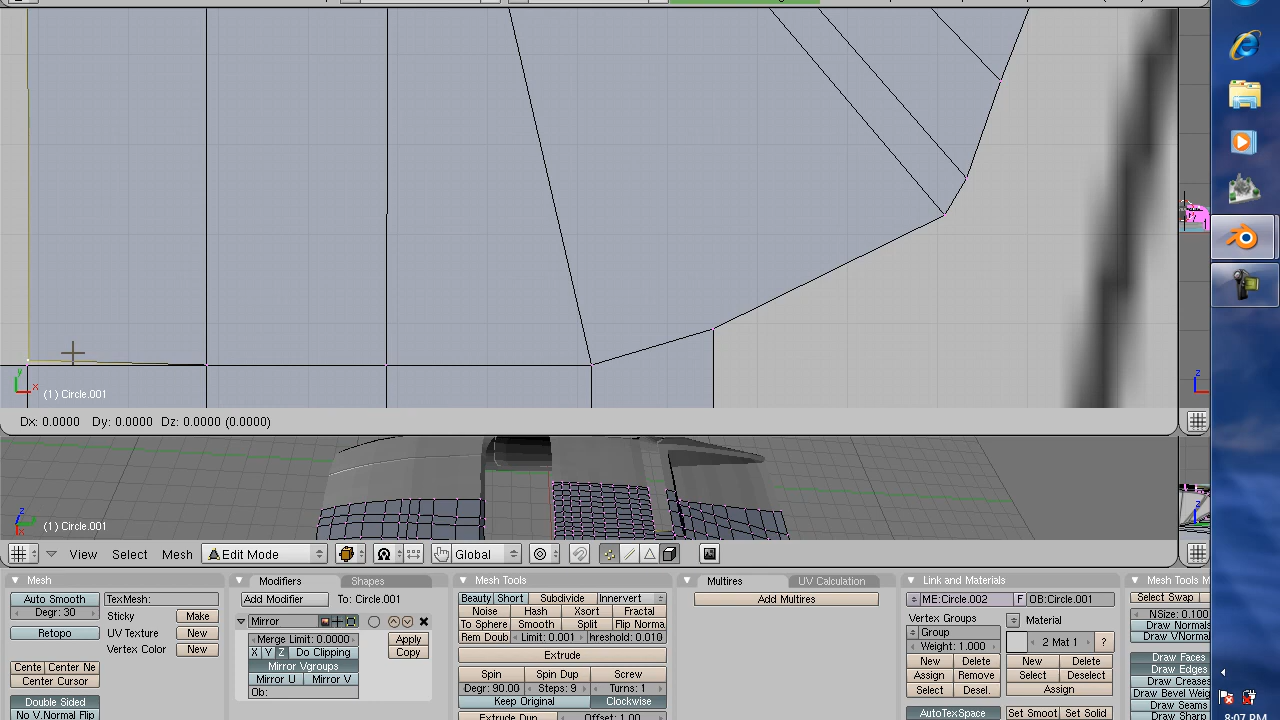 y
x
(1) Circle.001
z
Dx: 0.0000 Dy: 0.0000 Dz: 0.0000 (0.0000)
z
x
(1) Circle.001
z
View Select Mesh Edit Mode Global
Mesh
Auto Smooth
Degr: 30
Retopo
TexMesh:
Sticky Make
UV Texture New
Vertex Color New
Cente Center Ne
Center Cursor
Double Sided
No V.Normal Flip
Modifiers Shapes
Add Modifier To: Circle.001
Mirror
Merge Limit: 0.0000 Apply
X Y Z Do Clipping Copy
Mirror Vgroups
Mirror U Mirror V
Ob:
Mesh Tools
Beauty Short Subdivide Innervert
Noise Hash Xsort Fractal
To Sphere Smooth Split Flip Norma
Rem Doub Limit: 0.001 hreshold: 0.010
Extrude
Spin Spin Dup Screw
Degr: 90.00 Steps: 9 Turns: 1
Keep Original Clockwise
Extrude Dup Offset: 1.00
Multires UV Calculation
Add Multires
Link and Materials
ME:Circle.002 F OB:Circle.001
Vertex Groups
Group
Weight: 1.000
New Delete
Assign Remove
Select Desel.
AutoTexSpace
Material
2 Mat 1 ?
New Delete
Select Deselect
Assign
Set Smoot Set Solid
Mesh Tools M
Select Swap
NSize: 0.100
Draw Normals
Draw VNormal
Draw Faces
Draw Edges
Draw Creases
Draw Bevel Weig
Draw Seams
Draw Sharp
8:07 PM